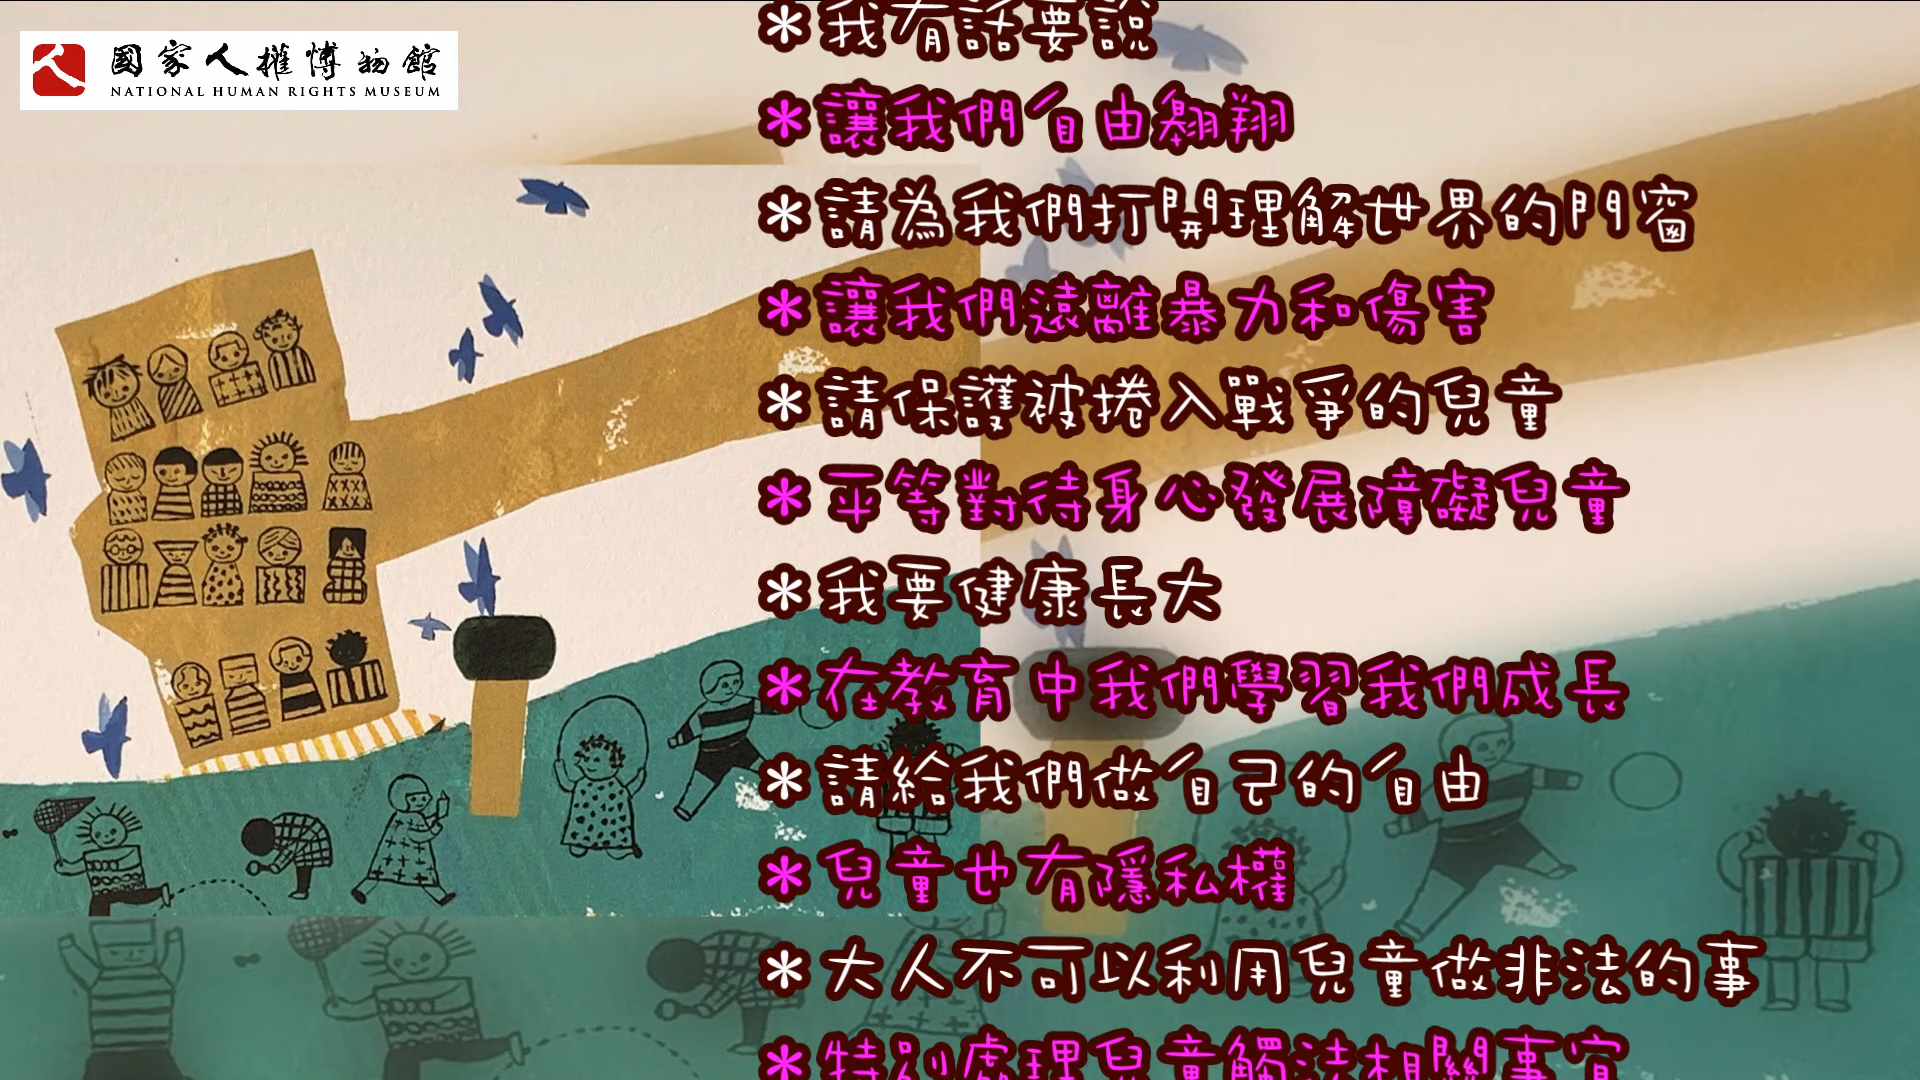 國家人權博物館
NATIONAL HUMAN RIGHTS MUSEUM
*我有話要說
*讓我們自由翱翔
*請為我們打開理解世界的門窗
*讓我們遠離暴力和傷害
*請保護被捲入戰爭的兒童
*平等對待身心發展障礙兒童
*我要健康長大
*在教育中我們學習我們成長
*請給我們做自己的自由
*兒童也有隱私權
*大人不可以利用兒童做非法的事
*特別處理兒童觸法相關事宜